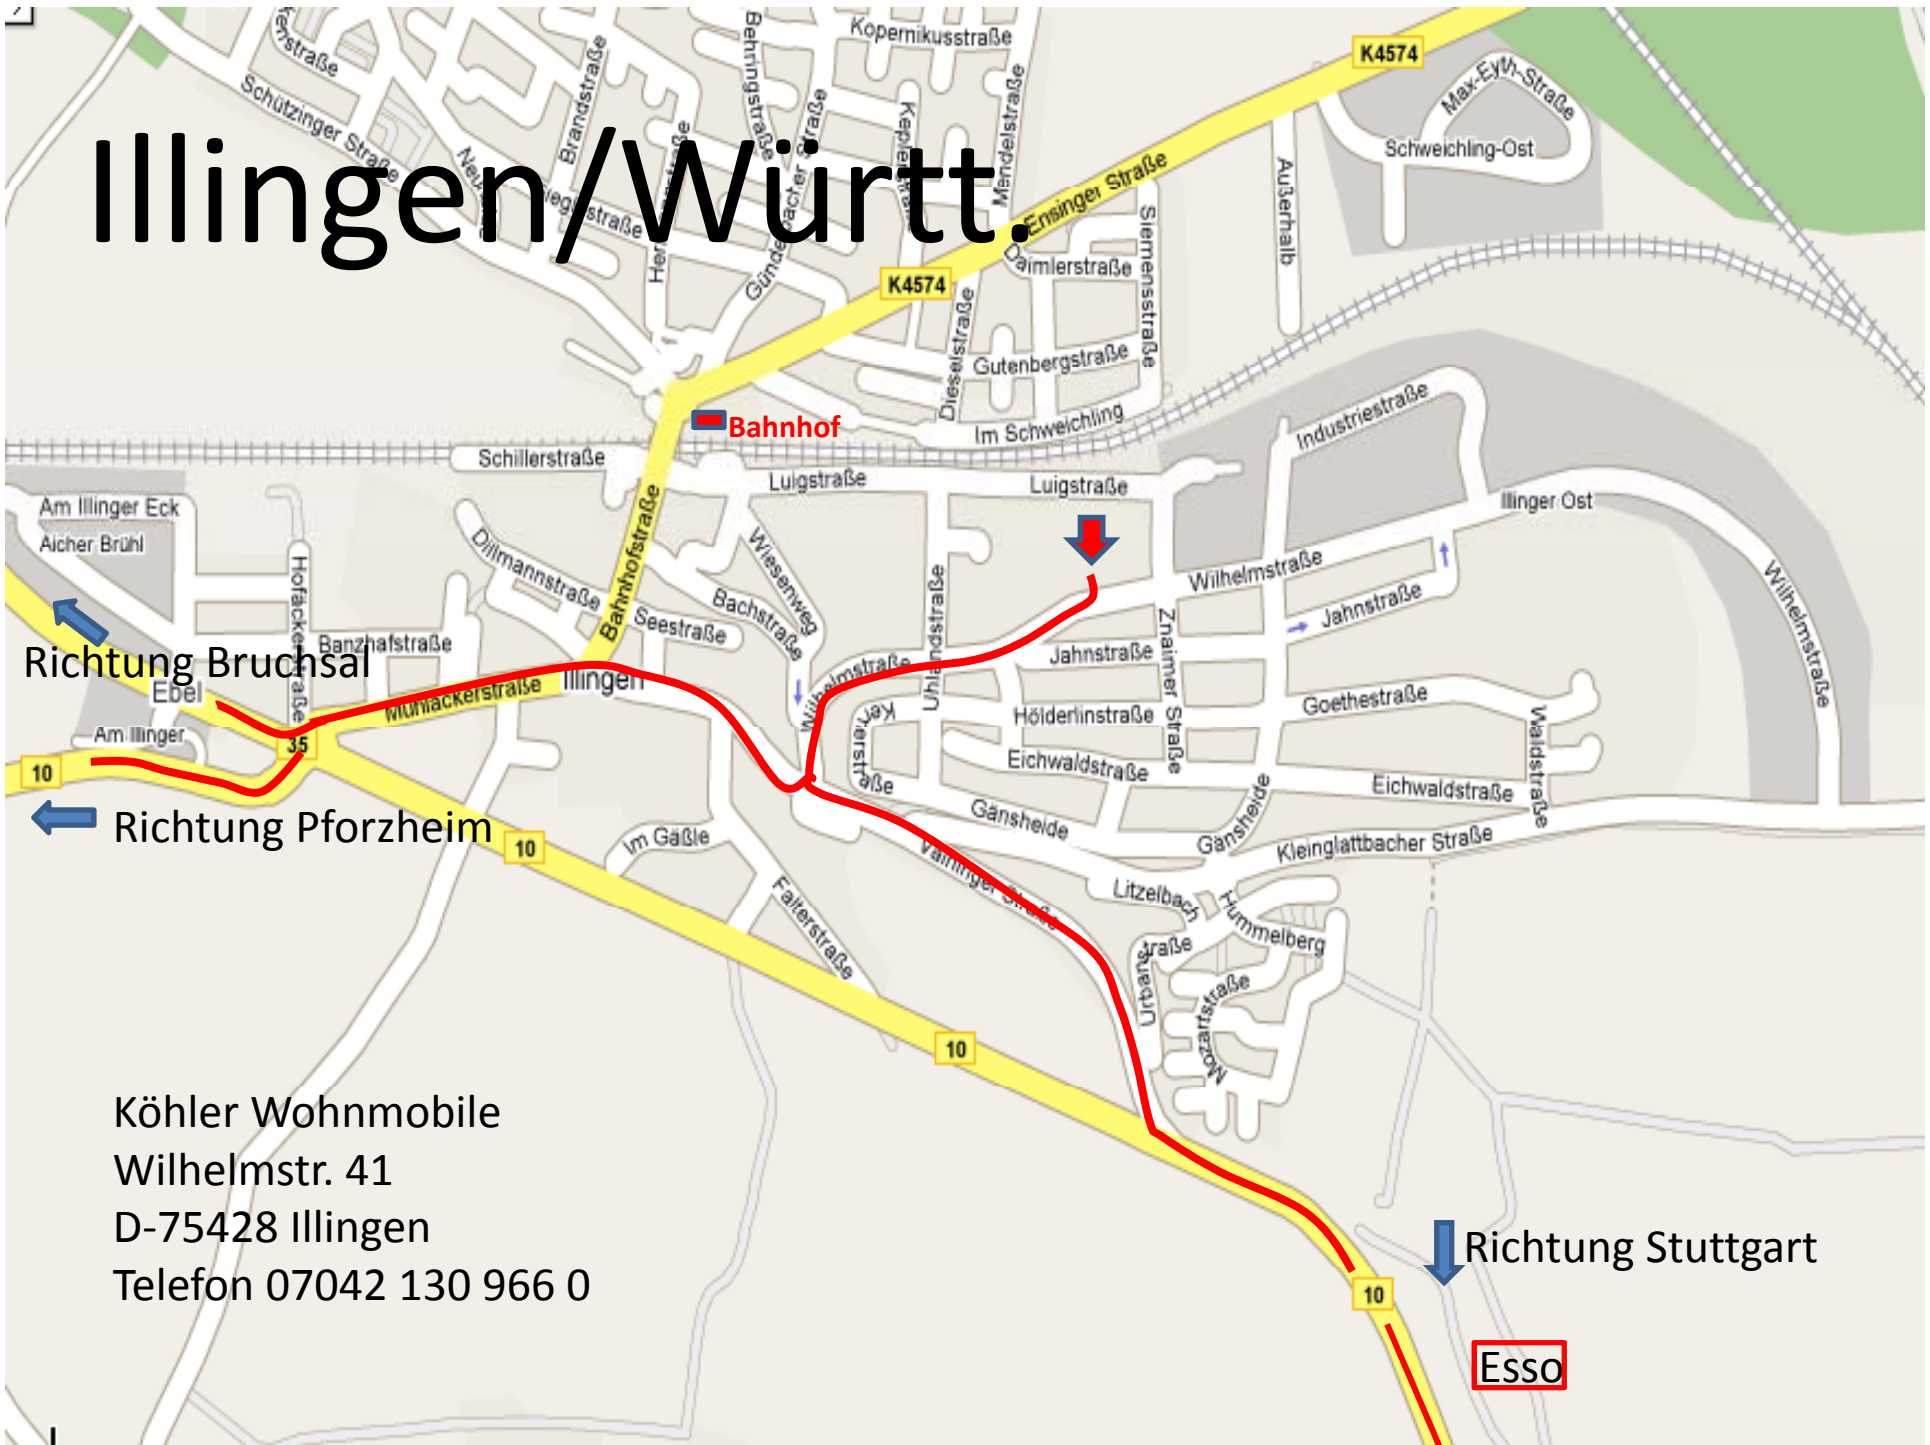 Kopernikusstraße
K4574
Max-Eyth-Straße
Schweichling-Ost
Behringstraße
Brandstraße
Schützinger Straße
Mendelstraße
Außerhalb
Illingen/Württ.
Ensinger Straße
Siemensstraße
Daimlerstraße
K4574
Dieselstraße
Gutenbergstraße
Im Schweichling
Industriestraße
Bahnhof
Schillerstraße
Luigstraße
Luigstraße
Illinger Ost
Am Illinger Eck
Aicher Brühl
Hofäckerstraße
Dillmannstraße
Bahnhofstraße
Wiesenweg
Bachstraße
Seestraße
Uhlandstraße
Wilhelmstraße
Wilhelmstraße
Jahnstraße
Znaimer Straße
Banzhafstraße
Richtung Bruchsal
Ebel
Illingen
Mühlackerstraße
Wilhelmstraße
Jahnstraße
Goethestraße
Hölderlinstraße
Kernerstraße
Waldstraße
Am Illinger
35
10
Eichwaldstraße
Eichwaldstraße
Gänsheide
Gänsheide
Kleinglattbacher Straße
Richtung Pforzheim
10
Im Gäßle
Vaihinger Straße
Litzelbach
Hummelberg
Falterstraße
Urbanstraße
Mozartstraße
10
Köhler Wohnmobile
Wilhelmstr. 41
D-75428 Illingen
Telefon 07042 130 966 0
Richtung Stuttgart
10
Esso